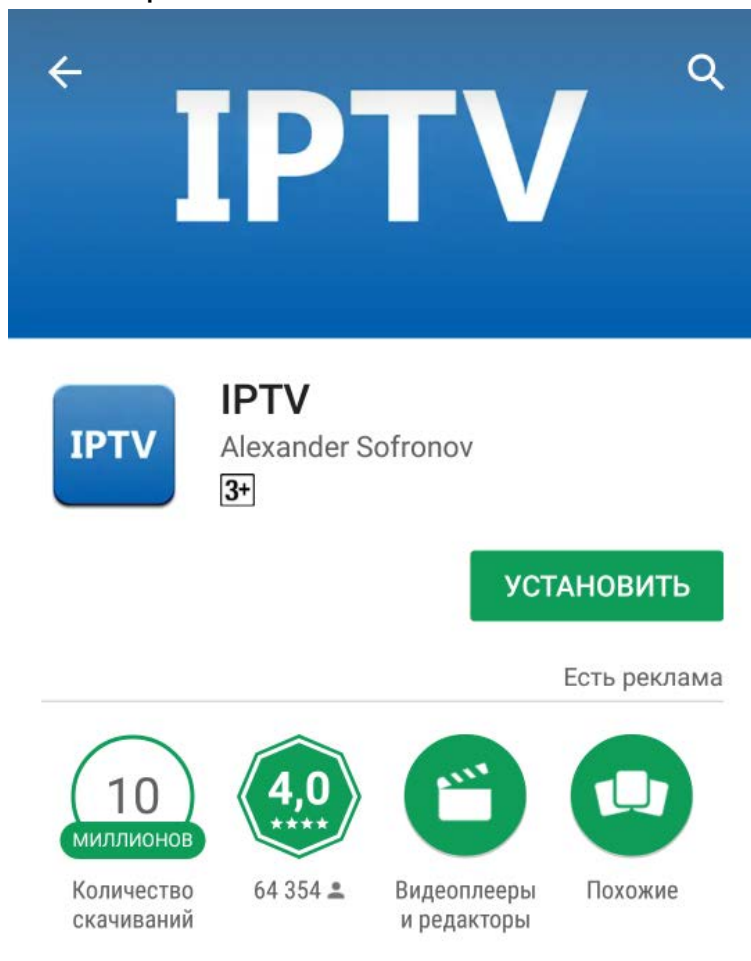 IPTV
IPTV
IPTV
Alexander Sofronov
3+
УСТАНОВИТЬ
Есть реклама
10
МИЛЛИОНОВ
4,0
Количество
скачиваний
64 354
Видеоплееры
и редакторы
Похожие